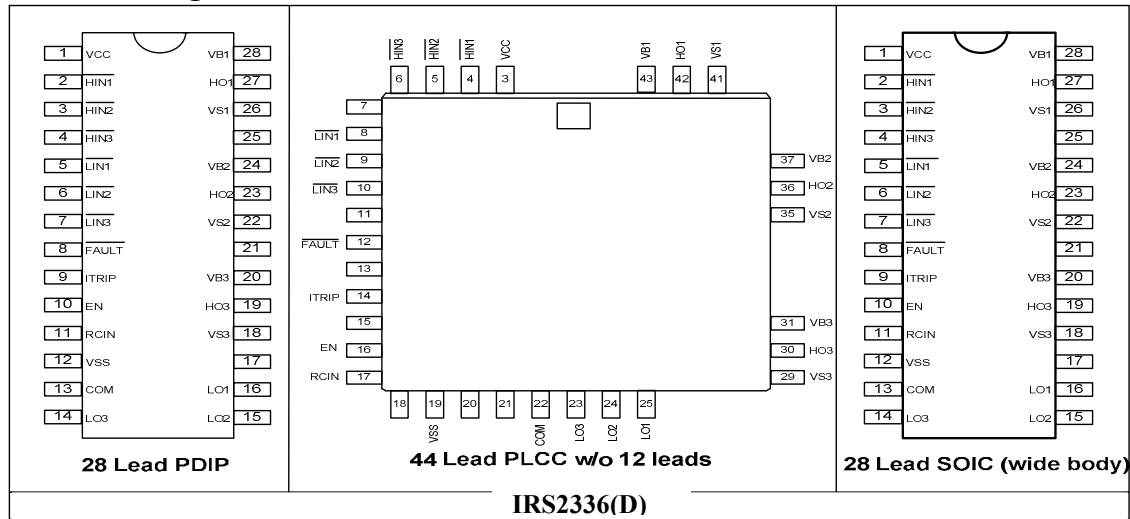 1 VCC VB1 28
2 HIN1 HO1 27
3 HIN2 VS1 26
4 HIN3 25
5 LIN1 VB2 24
6 LIN2 HO2 23
7 LIN3 VS2 22
8 FAULT 21
9 ITRIP VB3 20
10 EN HO3 19
11 RCIN VS3 18
12 VSS 17
13 COM LO1 16
14 LO3 LO2 15
28 Lead PDIP
HIN3 HIN2 HIN1 VCC VB1 HO1 VS1
6 5 4 3 43 42 41
7
LIN1 8
LIN2 9 37 VB2
LIN3 10 36 HO2
11 35 VS2
FAULT 12
13
ITRIP 14
15 31 VB3
EN 16 30 HO3
RCIN 17 29 VS3
18 19 20 21 22 23 24 25
VSS COM LO3 LO2 LO1
44 Lead PLCC w/o 12 leads
1 VCC VB1 28
2 HIN1 HO1 27
3 HIN2 VS1 26
4 HIN3 25
5 LIN1 VB2 24
6 LIN2 HO2 23
7 LIN3 VS2 22
8 FAULT 21
9 ITRIP VB3 20
10 EN HO3 19
11 RCIN VS3 18
12 VSS 17
13 COM LO1 16
14 LO3 LO2 15
28 Lead SOIC (wide body)
IRS2336(D)